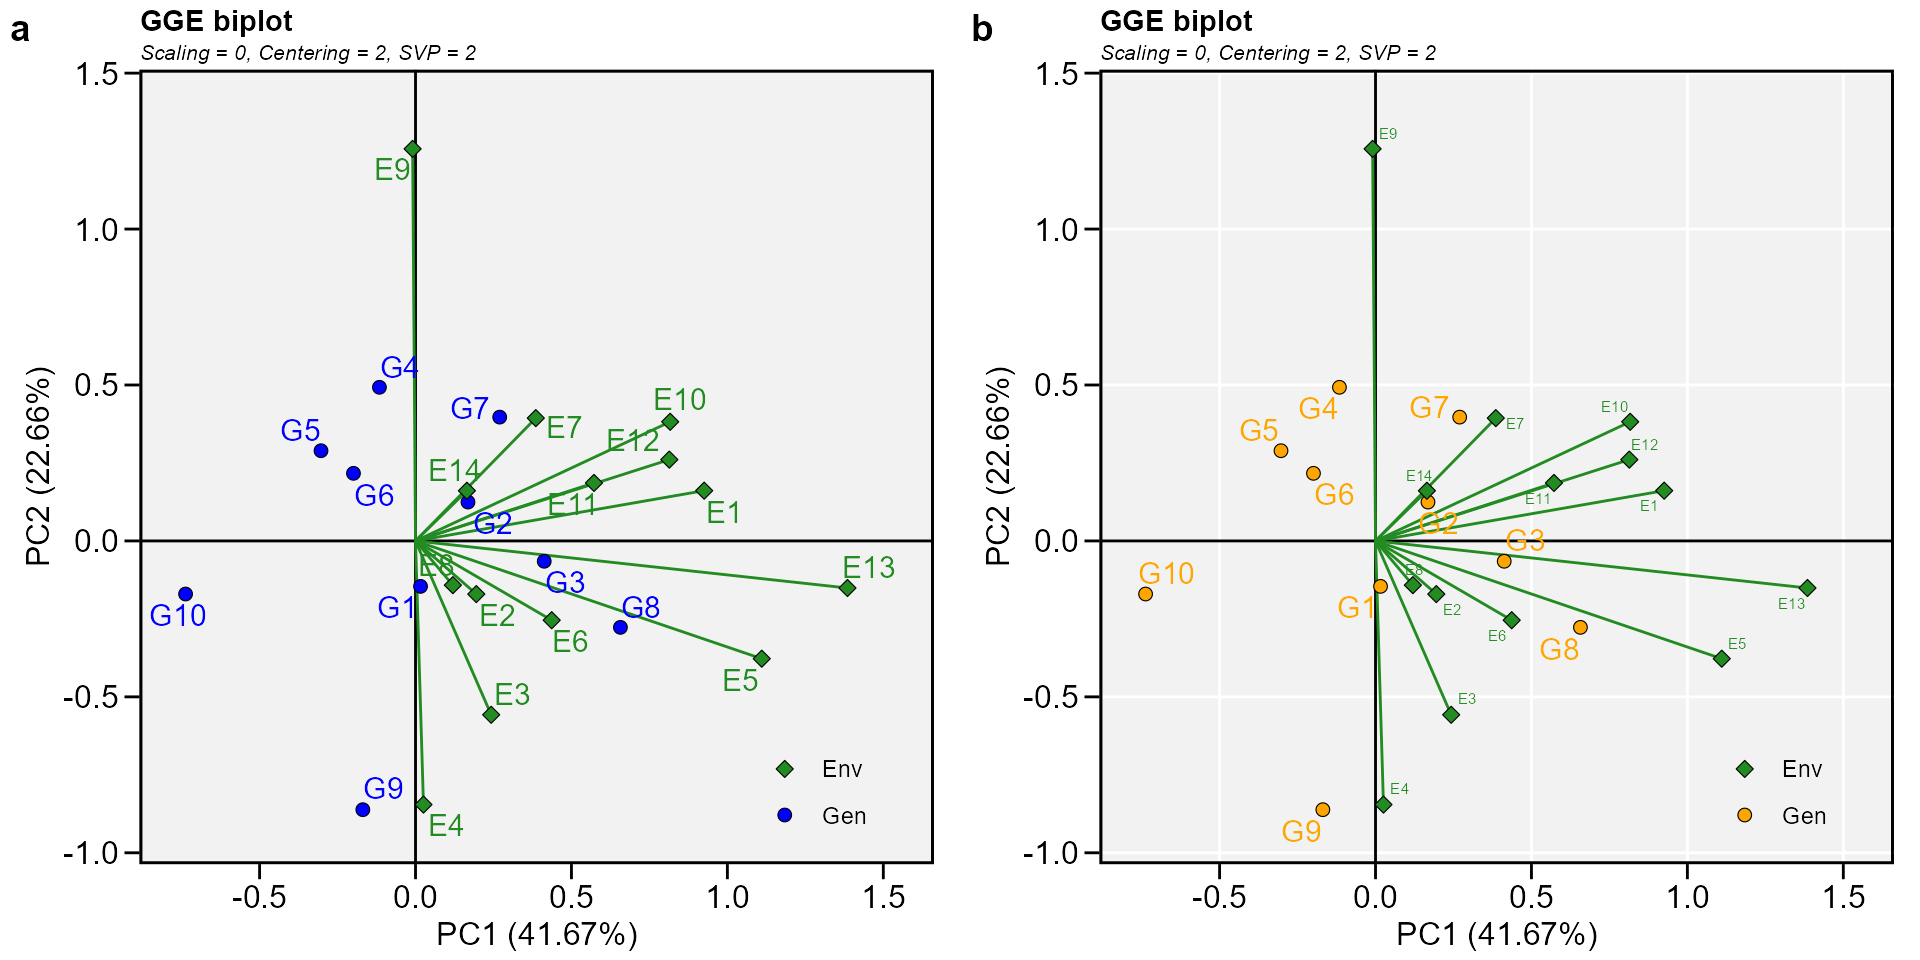 a
GGE biplot
Scaling = 0, Centering = 2, SVP = 2
1.5
1.0
0.5
0.0
-0.5
-1.0
PC2 (22.66%)
E9
G4
G7
E10
G5
E7
E12
E14
G6
E11
G2
E1
E8
E13
G3
G10
G1
E2
G8
E6
E5
E3
G9
E4
Env
Gen
-0.5 0.0 0.5 1.0 1.5
PC1 (41.67%)
b
GGE biplot
Scaling = 0, Centering = 2, SVP = 2
1.5
1.0
0.5
0.0
-0.5
-1.0
PC2 (22.66%)
E9
G4
G7
E10
E7
G5
E12
E14
G6
E11
E1
G2
G3
G10
E8
E13
G1
E2
E6
E5
G8
E3
E4
G9
Env
Gen
-0.5 0.0 0.5 1.0 1.5
PC1 (41.67%)